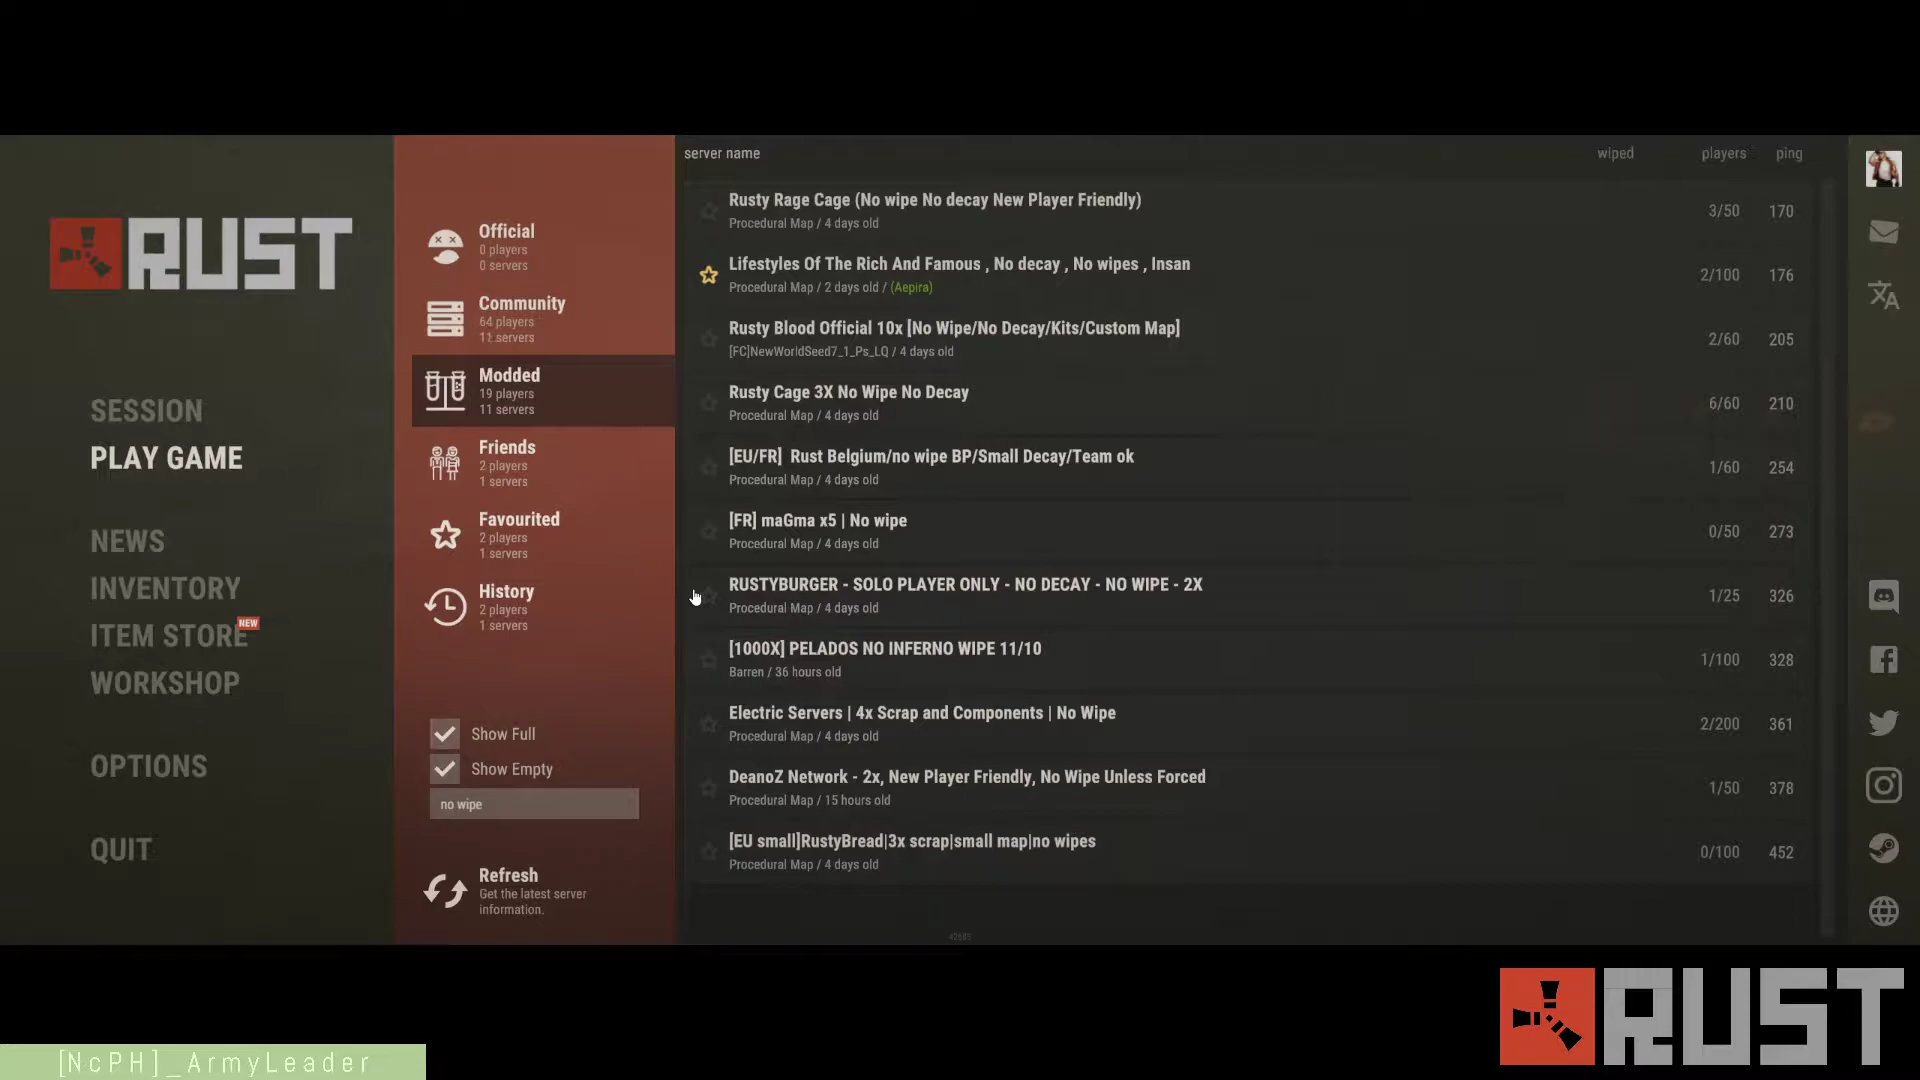 server name
wiped
players
ping
RUST
SESSION
PLAY GAME
NEWS
INVENTORY
ITEM STORE
NEW
WORKSHOP
OPTIONS
QUIT
Official
0 players
0 servers
Community
64 players
11 servers
Modded
19 players
11 servers
Friends
2 players
1 servers
Favourited
2 players
1 servers
History
2 players
1 servers
Show Full
Show Empty
no wipe
Refresh
Get the latest server
information.
Rusty Rage Cage (No wipe No decay New Player Friendly)
Procedural Map / 4 days old
3/50
170
Lifestyles Of The Rich And Famous , No decay , No wipes , Insan
Procedural Map / 2 days old / (Aepira)
2/100
176
Rusty Blood Official 10x [No Wipe/No Decay/Kits/Custom Map]
[FC]NewWorldSeed7_1_Ps_LQ / 4 days old
2/60
205
Rusty Cage 3X No Wipe No Decay
Procedural Map / 4 days old
6/60
210
[EU/FR] Rust Belgium/no wipe BP/Small Decay/Team ok
Procedural Map / 4 days old
1/60
254
[FR] maGma x5 | No wipe
Procedural Map / 4 days old
0/50
273
RUSTYBURGER - SOLO PLAYER ONLY - NO DECAY - NO WIPE - 2X
Procedural Map / 4 days old
1/25
326
[1000X] PELADOS NO INFERNO WIPE 11/10
Barren / 36 hours old
1/100
328
Electric Servers | 4x Scrap and Components | No Wipe
Procedural Map / 4 days old
2/200
361
DeanoZ Network - 2x, New Player Friendly, No Wipe Unless Forced
Procedural Map / 15 hours old
1/50
378
[EU small]RustyBread|3x scrap|small map|no wipes
Procedural Map / 4 days old
0/100
452
RUST
[NcPH]_ArmyLeader